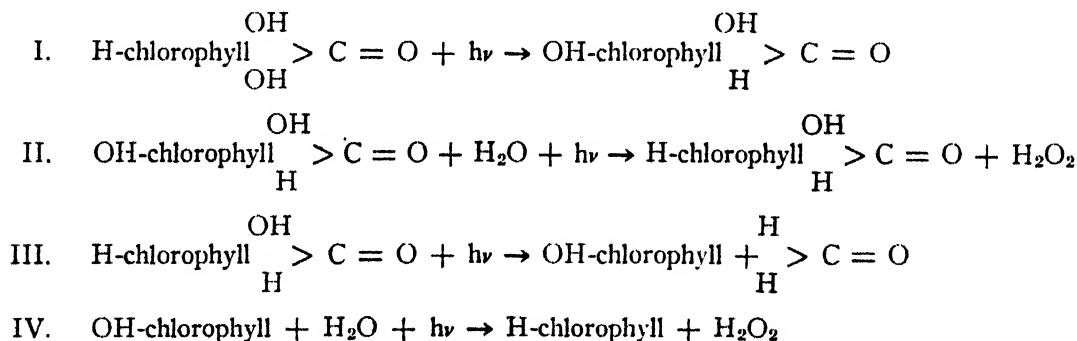 I. H-chlorophyll OH OH > C = O + hν → OH-chlorophyll OH H > C = O
II. OH-chlorophyll OH H > C = O + H₂O + hν → H-chlorophyll OH H > C = O + H₂O₂
III. H-chlorophyll OH H > C = O + hν → OH-chlorophyll + H H > C = O
IV. OH-chlorophyll + H₂O + hν → H-chlorophyll + H₂O₂